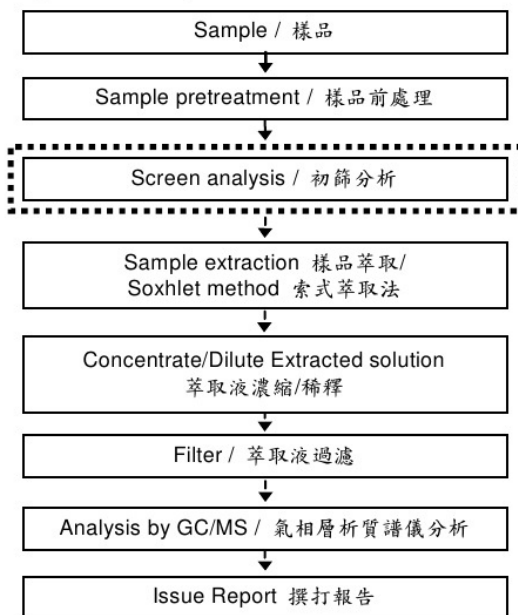 Sample / 樣品
Sample pretreatment / 樣品前處理
Screen analysis / 初篩分析
Sample extraction 樣品萃取/
Soxhlet method 索式萃取法
Concentrate/Dilute Extracted solution
萃取液濃縮/稀釋
Filter / 萃取液過濾
Analysis by GC/MS / 氣相層析質譜儀分析
Issue Report 撰打報告